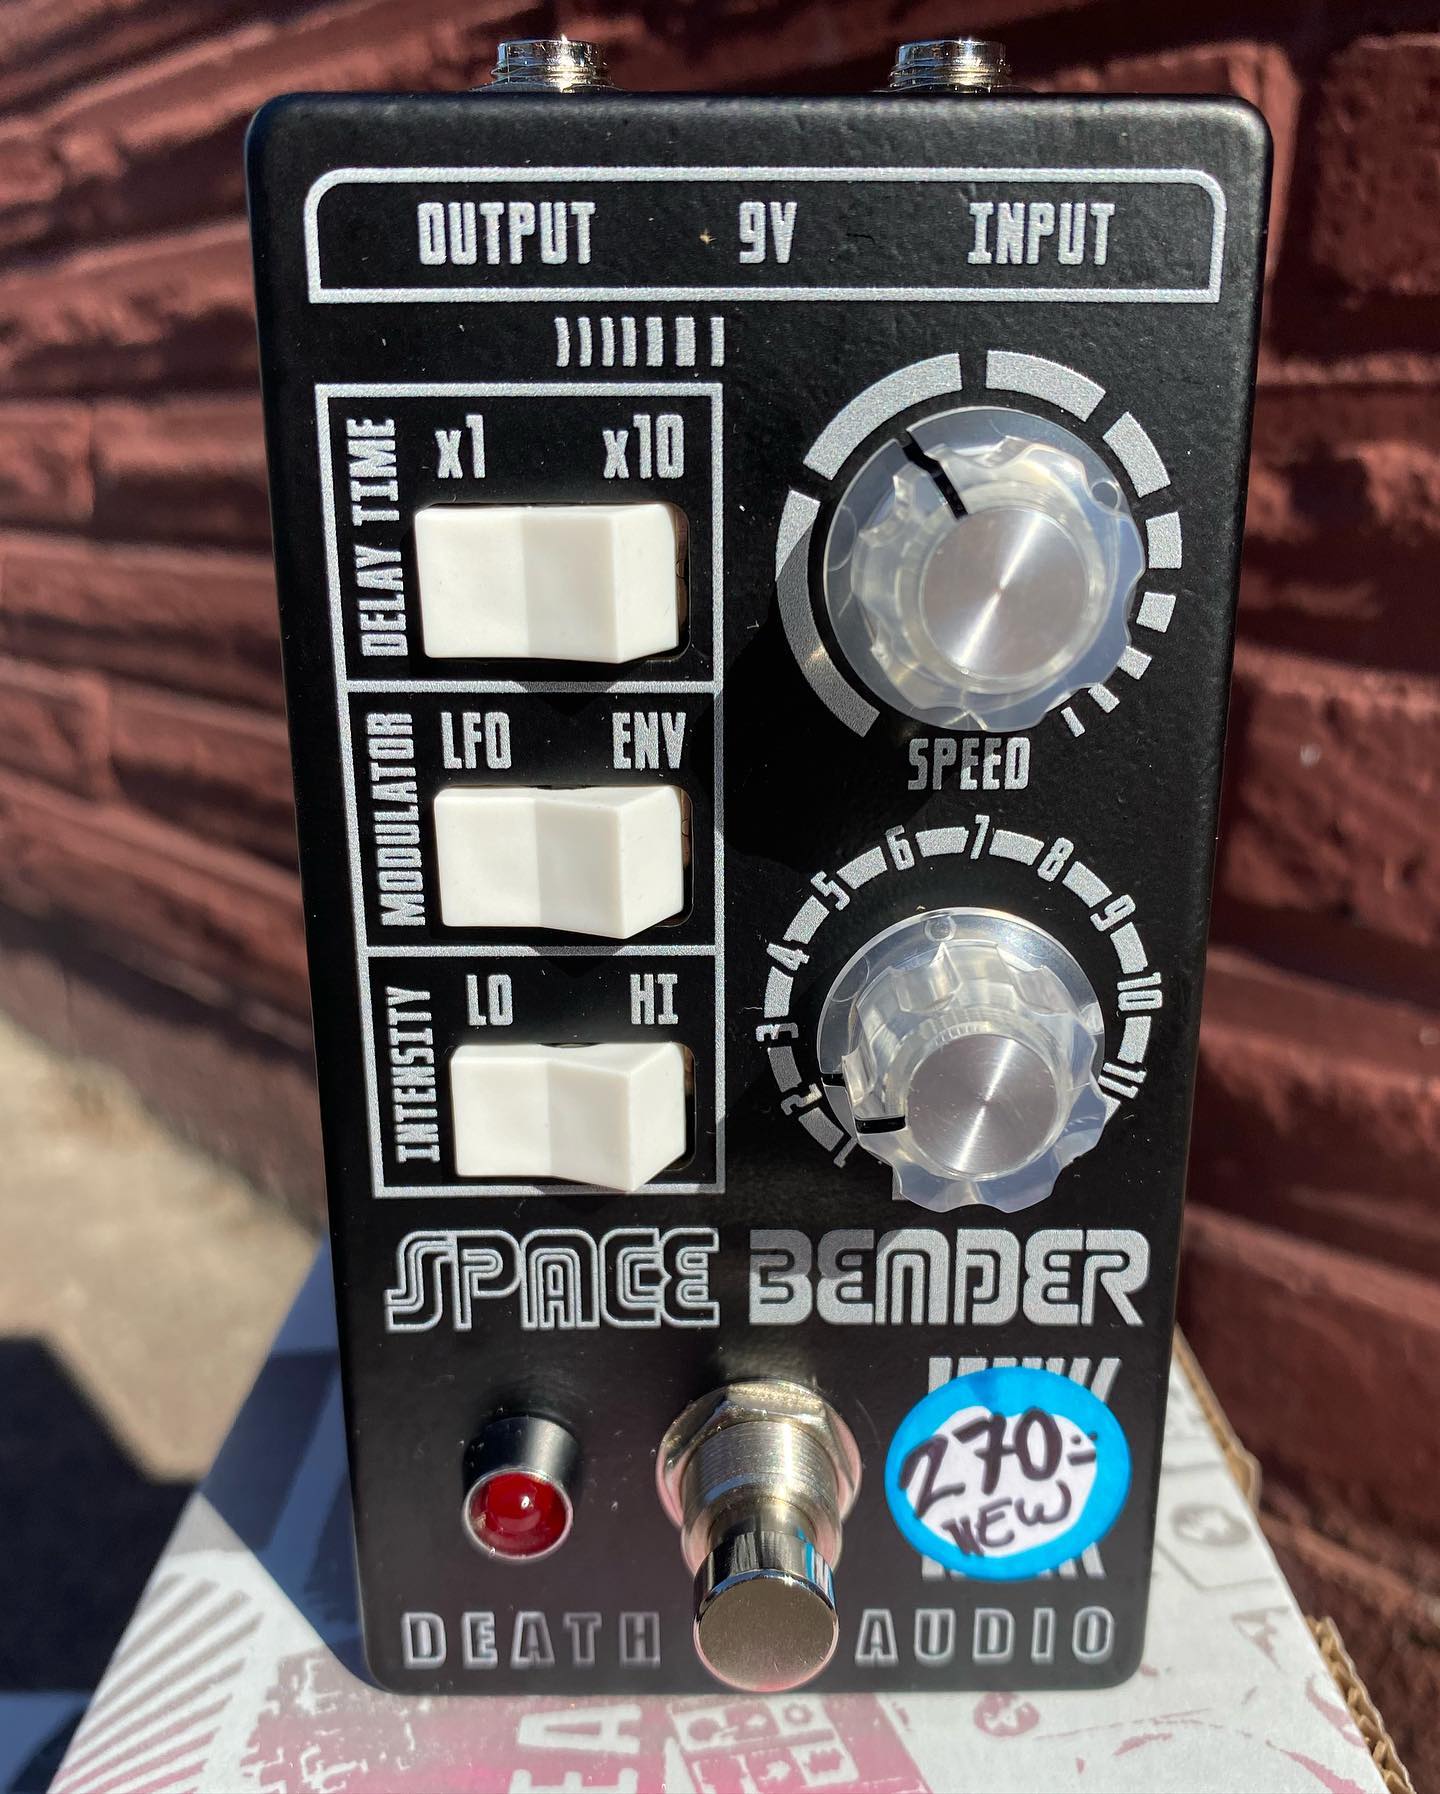 OUTPUT 9V INPUT
DELAY TIME
x1 x10
MODULATOR
LFO ENV
INTENSITY
LO HI
SPEED
1 2 3 4 5 6 7 8 9 10 11
SPACE BENDER
270=
NEW
DEATH AUDIO